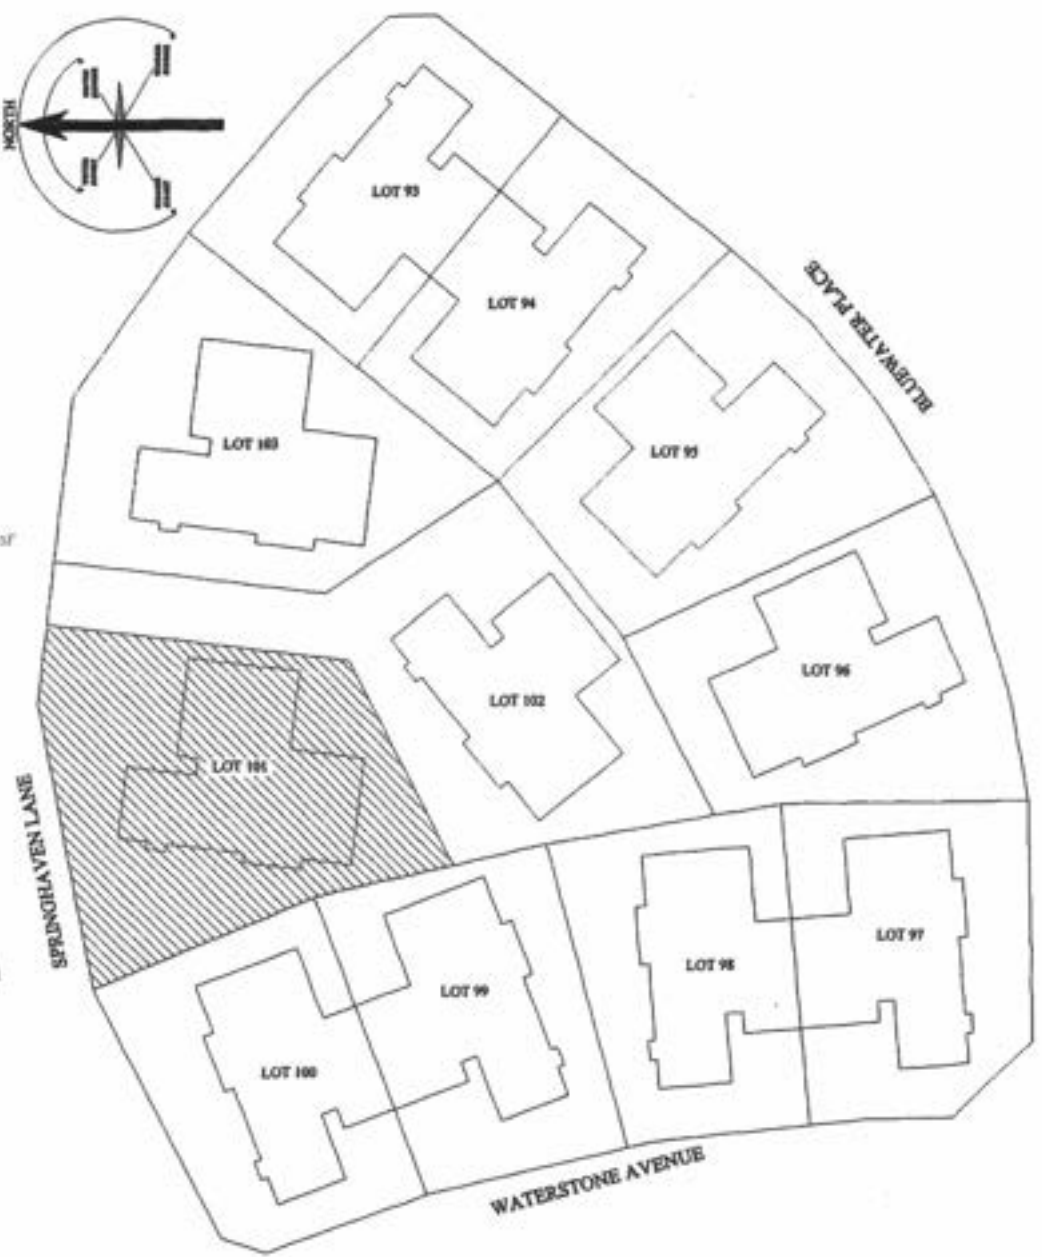 NORTH
LOT 93
LOT 94
BLUEWATER PLACE
LOT 103
LOT 95
LOT 96
LOT 102
LOT 101
SPRINGHAVEN LANE
LOT 97
LOT 98
LOT 99
LOT 100
WATERSTONE AVENUE